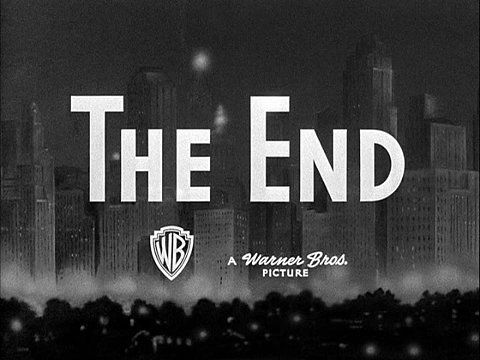 THE END
WB
A Warner Bros.
PICTURE